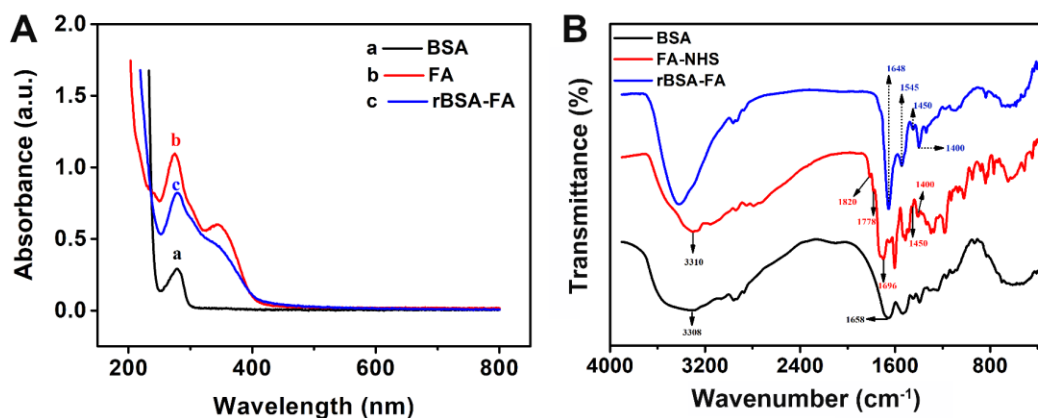 A
2.0
1.5
1.0
0.5
0.0
Absorbance (a.u.)
a BSA
b FA
c rBSA-FA
b
c
a
200 400 600 800
Wavelength (nm)
B
BSA
FA-NHS
rBSA-FA
Transmittance (%)
1648
1545
1450
1400
1820
1778
1696
1400
1450
3310
3308
1658
4000 3200 2400 1600 800
Wavenumber (cm⁻¹)